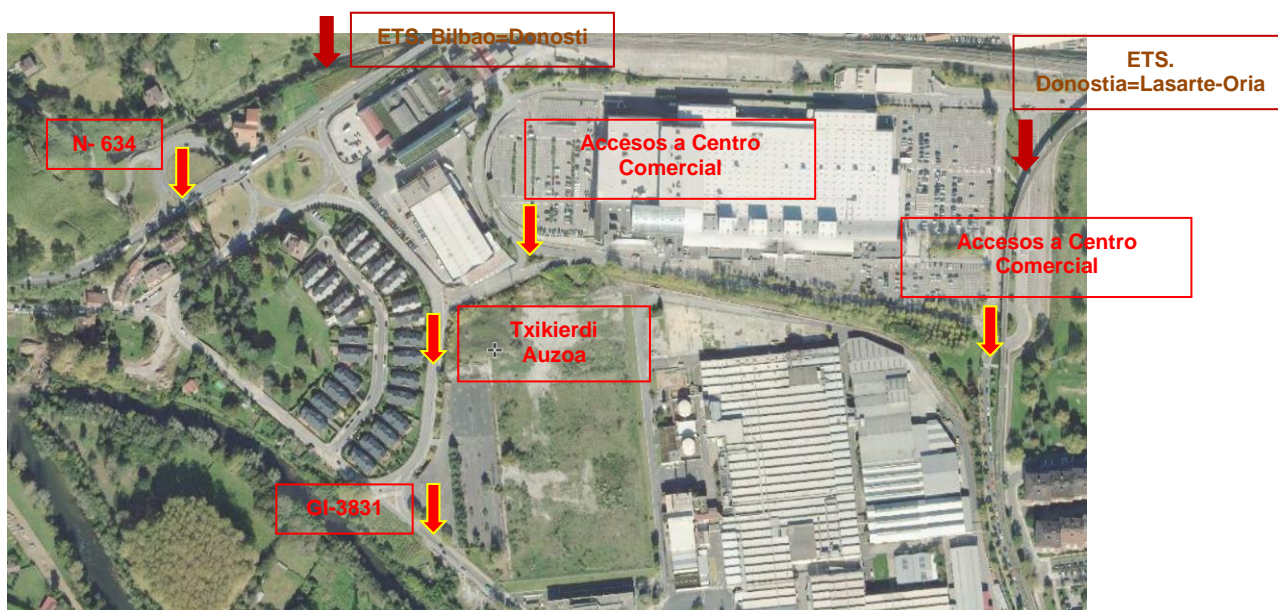 ETS. Bilbao=Donosti
ETS.
Donostia=Lasarte-Oria
N- 634
Accesos a Centro
Comercial
Accesos a Centro
Comercial
Txikierdi
Auzoa
GI-3831